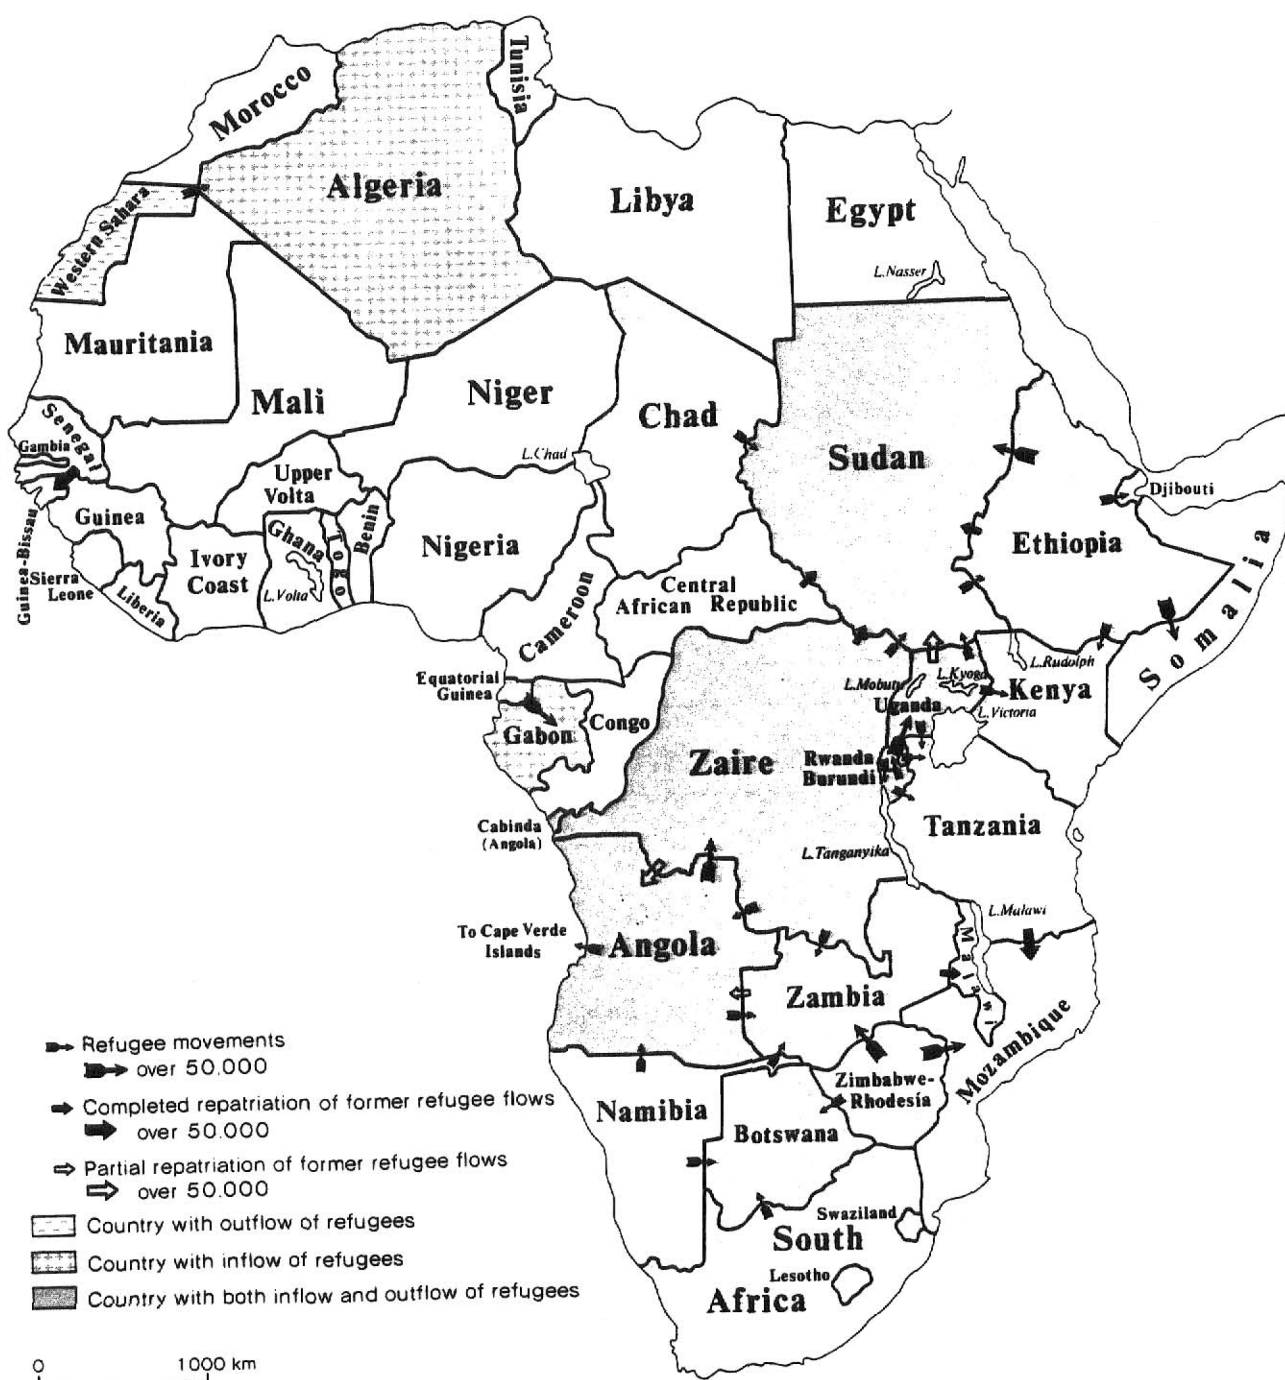 Tunisia
Morocco
Algeria
Libya
Egypt
Western Sahara
L.Nasser
Mauritania
Mali
Niger
Chad
Sudan
Senegal
Gambia
L.Chad
Upper
Volta
Djibouti
Guinea
Benin
Ghana
Togo
Nigeria
Ethiopia
Guinea-Bissau
Ivory
Coast
Sierra
Leone
Liberia
L.Volta
Cameroon
Central
African Republic
Somalia
L.Rudolph
Equatorial
Guinea
L.Mobutu
L.Kyoga
Kenya
Uganda
L.Victoria
Congo
Gabon
Zaire
Rwanda
Burundi
Cabinda
(Angola)
Tanzania
L.Tanganyika
L.Malawi
To Cape Verde
Islands
Angola
Malawi
Zambia
Mozambique
Refugee movements
over 50.000
Zimbabwe-
Rhodesia
Completed repatriation of former refugee flows
over 50.000
Namibia
Botswana
Partial repatriation of former refugee flows
over 50.000
Swaziland
Country with outflow of refugees
South
Africa
Country with inflow of refugees
Lesotho
Country with both inflow and outflow of refugees
0 1000 km